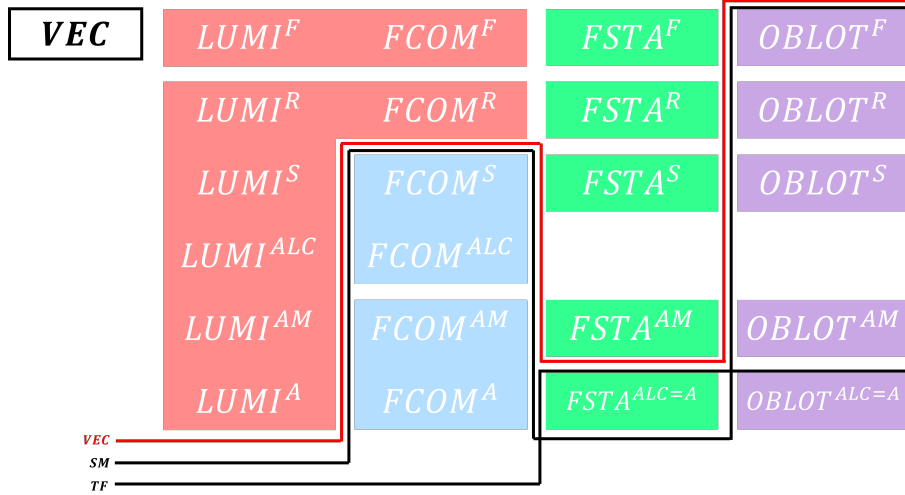 VEC LUMI^F FCOM^F FSTA^F OBLOT^F
LUMI^R FCOM^R FSTA^R OBLOT^R
LUMI^S FCOM^S FSTA^S OBLOT^S
LUMI^ALC FCOM^ALC
LUMI^AM FCOM^AM FSTA^AM OBLOT^AM
LUMI^A FCOM^A FSTA^ALC=A OBLOT^ALC=A
VEC
SM
TF